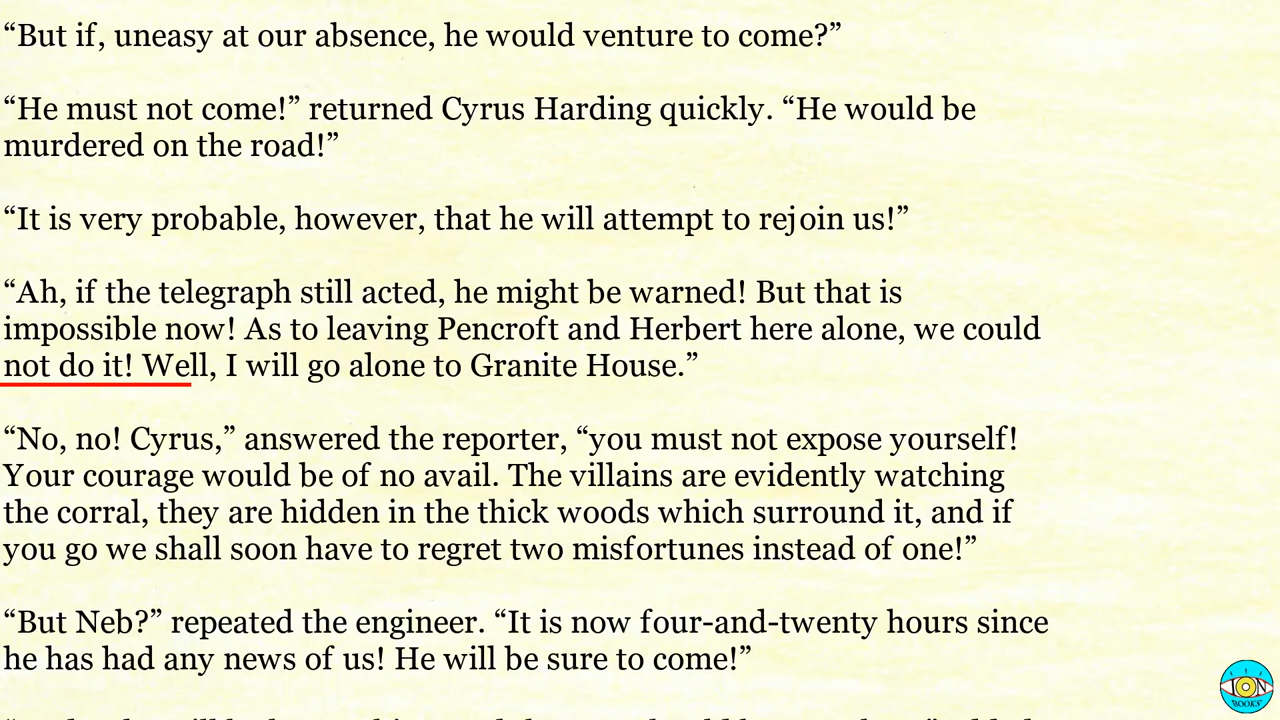 “But if, uneasy at our absence, he would venture to come?”
“He must not come!” returned Cyrus Harding quickly. “He would be
murdered on the road!”
“It is very probable, however, that he will attempt to rejoin us!”
“Ah, if the telegraph still acted, he might be warned! But that is
impossible now! As to leaving Pencroft and Herbert here alone, we could
not do it! Well, I will go alone to Granite House.”
“No, no! Cyrus,” answered the reporter, “you must not expose yourself!
Your courage would be of no avail. The villains are evidently watching
the corral, they are hidden in the thick woods which surround it, and if
you go we shall soon have to regret two misfortunes instead of one!”
“But Neb?” repeated the engineer. “It is now four-and-twenty hours since
he has had any news of us! He will be sure to come!”
ION
BOOKS